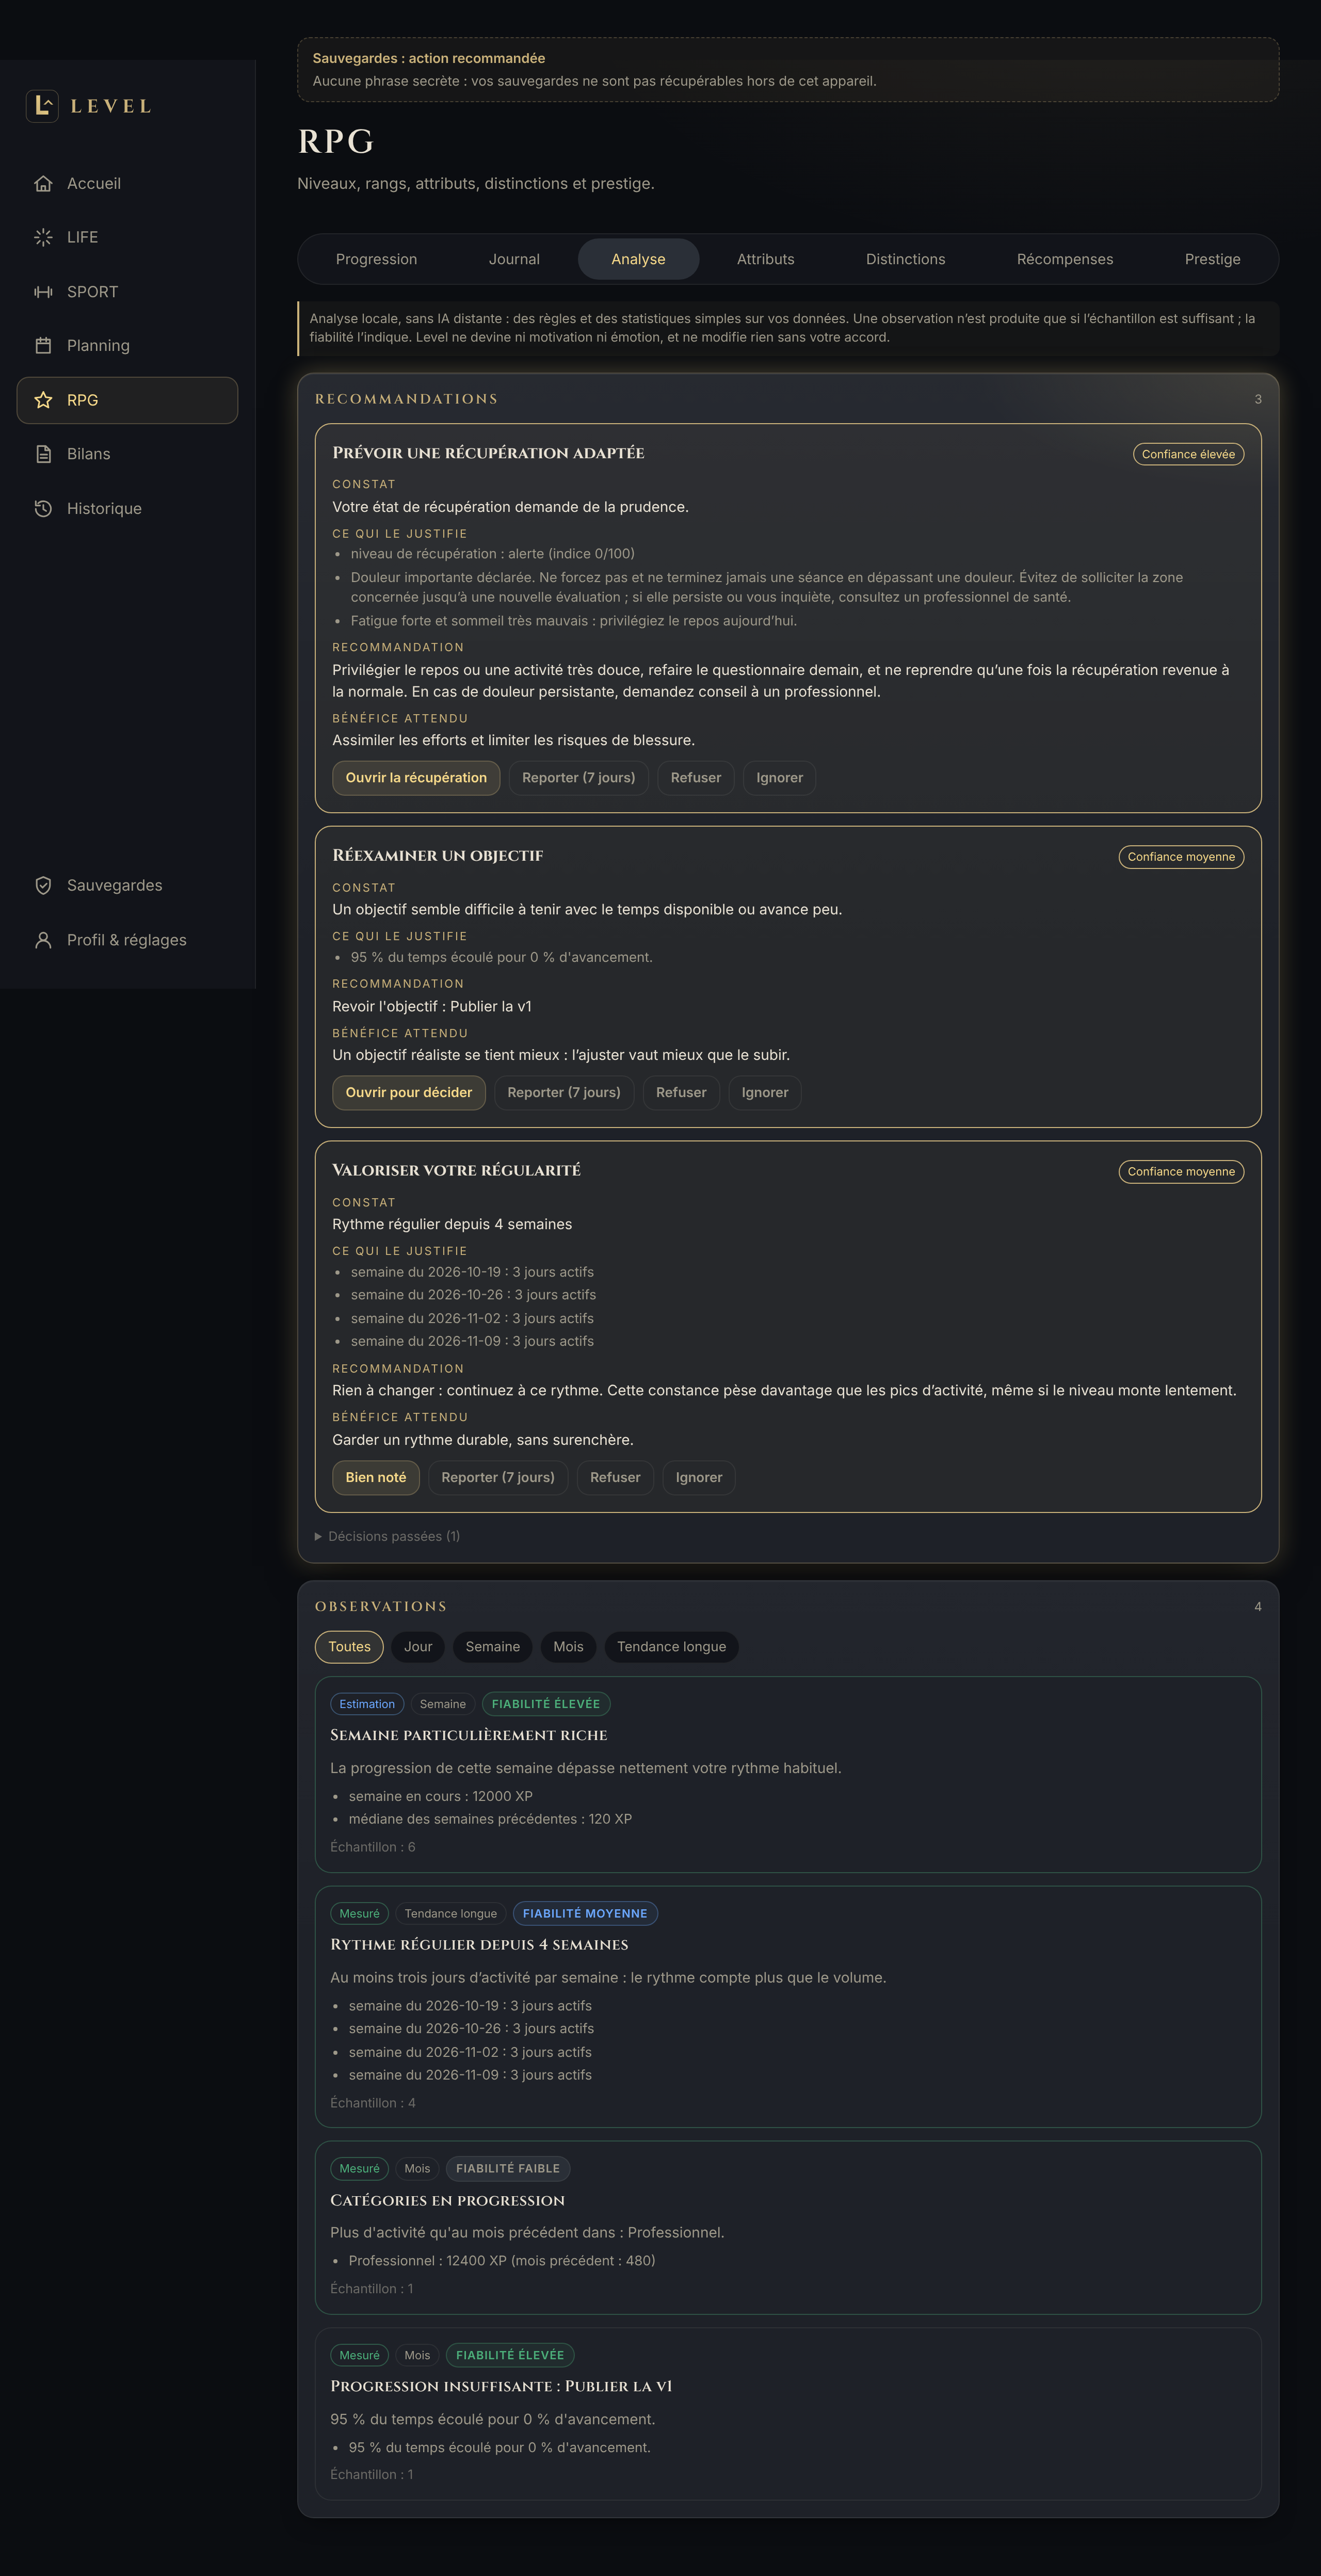 Sauvegardes : action recommandée
Aucune phrase secrète : vos sauvegardes ne sont pas récupérables hors de cet appareil.
LEVEL
Accueil
LIFE
SPORT
Planning
RPG
Bilans
Historique
Sauvegardes
Profil & réglages
RPG
Niveaux, rangs, attributs, distinctions et prestige.
Progression
Journal
Analyse
Attributs
Distinctions
Récompenses
Prestige
Analyse locale, sans IA distante : des règles et des statistiques simples sur vos données. Une observation n’est produite que si l’échantillon est suffisant ; la
fiabilité l’indique. Level ne devine ni motivation ni émotion, et ne modifie rien sans votre accord.
RECOMMANDATIONS
3
Prévoir une récupération adaptée
Confiance élevée
CONSTAT
Votre état de récupération demande de la prudence.
CE QUI LE JUSTIFIE
• niveau de récupération : alerte (indice 0/100)
• Douleur importante déclarée. Ne forcez pas et ne terminez jamais une séance en dépassant une douleur. Évitez de solliciter la zone
concernée jusqu’à une nouvelle évaluation ; si elle persiste ou vous inquiète, consultez un professionnel de santé.
• Fatigue forte et sommeil très mauvais : privilégiez le repos aujourd’hui.
RECOMMANDATION
Privilégier le repos ou une activité très douce, refaire le questionnaire demain, et ne reprendre qu’une fois la récupération revenue à
la normale. En cas de douleur persistante, demandez conseil à un professionnel.
BÉNÉFICE ATTENDU
Assimiler les efforts et limiter les risques de blessure.
Ouvrir la récupération
Reporter (7 jours)
Refuser
Ignorer
Réexaminer un objectif
Confiance moyenne
CONSTAT
Un objectif semble difficile à tenir avec le temps disponible ou avance peu.
CE QUI LE JUSTIFIE
• 95 % du temps écoulé pour 0 % d'avancement.
RECOMMANDATION
Revoir l'objectif : Publier la v1
BÉNÉFICE ATTENDU
Un objectif réaliste se tient mieux : l’ajuster vaut mieux que le subir.
Ouvrir pour décider
Reporter (7 jours)
Refuser
Ignorer
Valoriser votre régularité
Confiance moyenne
CONSTAT
Rythme régulier depuis 4 semaines
CE QUI LE JUSTIFIE
• semaine du 2026-10-19 : 3 jours actifs
• semaine du 2026-10-26 : 3 jours actifs
• semaine du 2026-11-02 : 3 jours actifs
• semaine du 2026-11-09 : 3 jours actifs
RECOMMANDATION
Rien à changer : continuez à ce rythme. Cette constance pèse davantage que les pics d’activité, même si le niveau monte lentement.
BÉNÉFICE ATTENDU
Garder un rythme durable, sans surenchère.
Bien noté
Reporter (7 jours)
Refuser
Ignorer
Décisions passées (1)
OBSERVATIONS
4
Toutes
Jour
Semaine
Mois
Tendance longue
Estimation
Semaine
FIABILITÉ ÉLEVÉE
Semaine particulièrement riche
La progression de cette semaine dépasse nettement votre rythme habituel.
• semaine en cours : 12000 XP
• médiane des semaines précédentes : 120 XP
Échantillon : 6
Mesuré
Tendance longue
FIABILITÉ MOYENNE
Rythme régulier depuis 4 semaines
Au moins trois jours d’activité par semaine : le rythme compte plus que le volume.
• semaine du 2026-10-19 : 3 jours actifs
• semaine du 2026-10-26 : 3 jours actifs
• semaine du 2026-11-02 : 3 jours actifs
• semaine du 2026-11-09 : 3 jours actifs
Échantillon : 4
Mesuré
Mois
FIABILITÉ FAIBLE
Catégories en progression
Plus d'activité qu'au mois précédent dans : Professionnel.
• Professionnel : 12400 XP (mois précédent : 480)
Échantillon : 1
Mesuré
Mois
FIABILITÉ ÉLEVÉE
Progression insuffisante : Publier la v1
95 % du temps écoulé pour 0 % d'avancement.
• 95 % du temps écoulé pour 0 % d'avancement.
Échantillon : 1